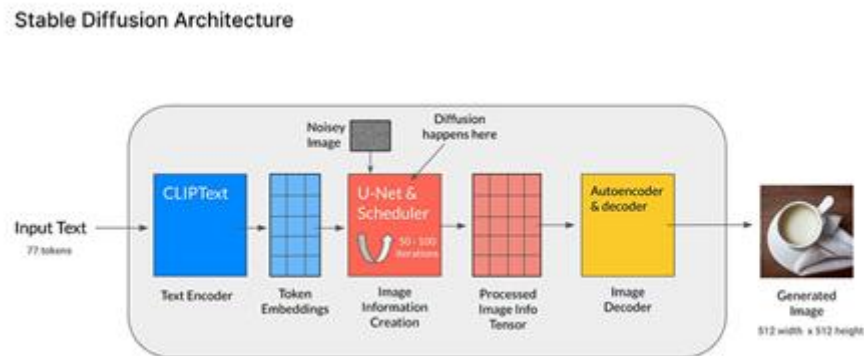 Stable Diffusion Architecture
Noisey
Image
Diffusion
happens here
Input Text
77 tokens
CLIPText
Text Encoder
Token
Embeddings
U-Net &
Scheduler
50 - 100
iterations
Image
Information
Creation
Processed
Image Info
Tensor
Autoencoder
& decoder
Image
Decoder
Generated
Image
512 width x 512 height